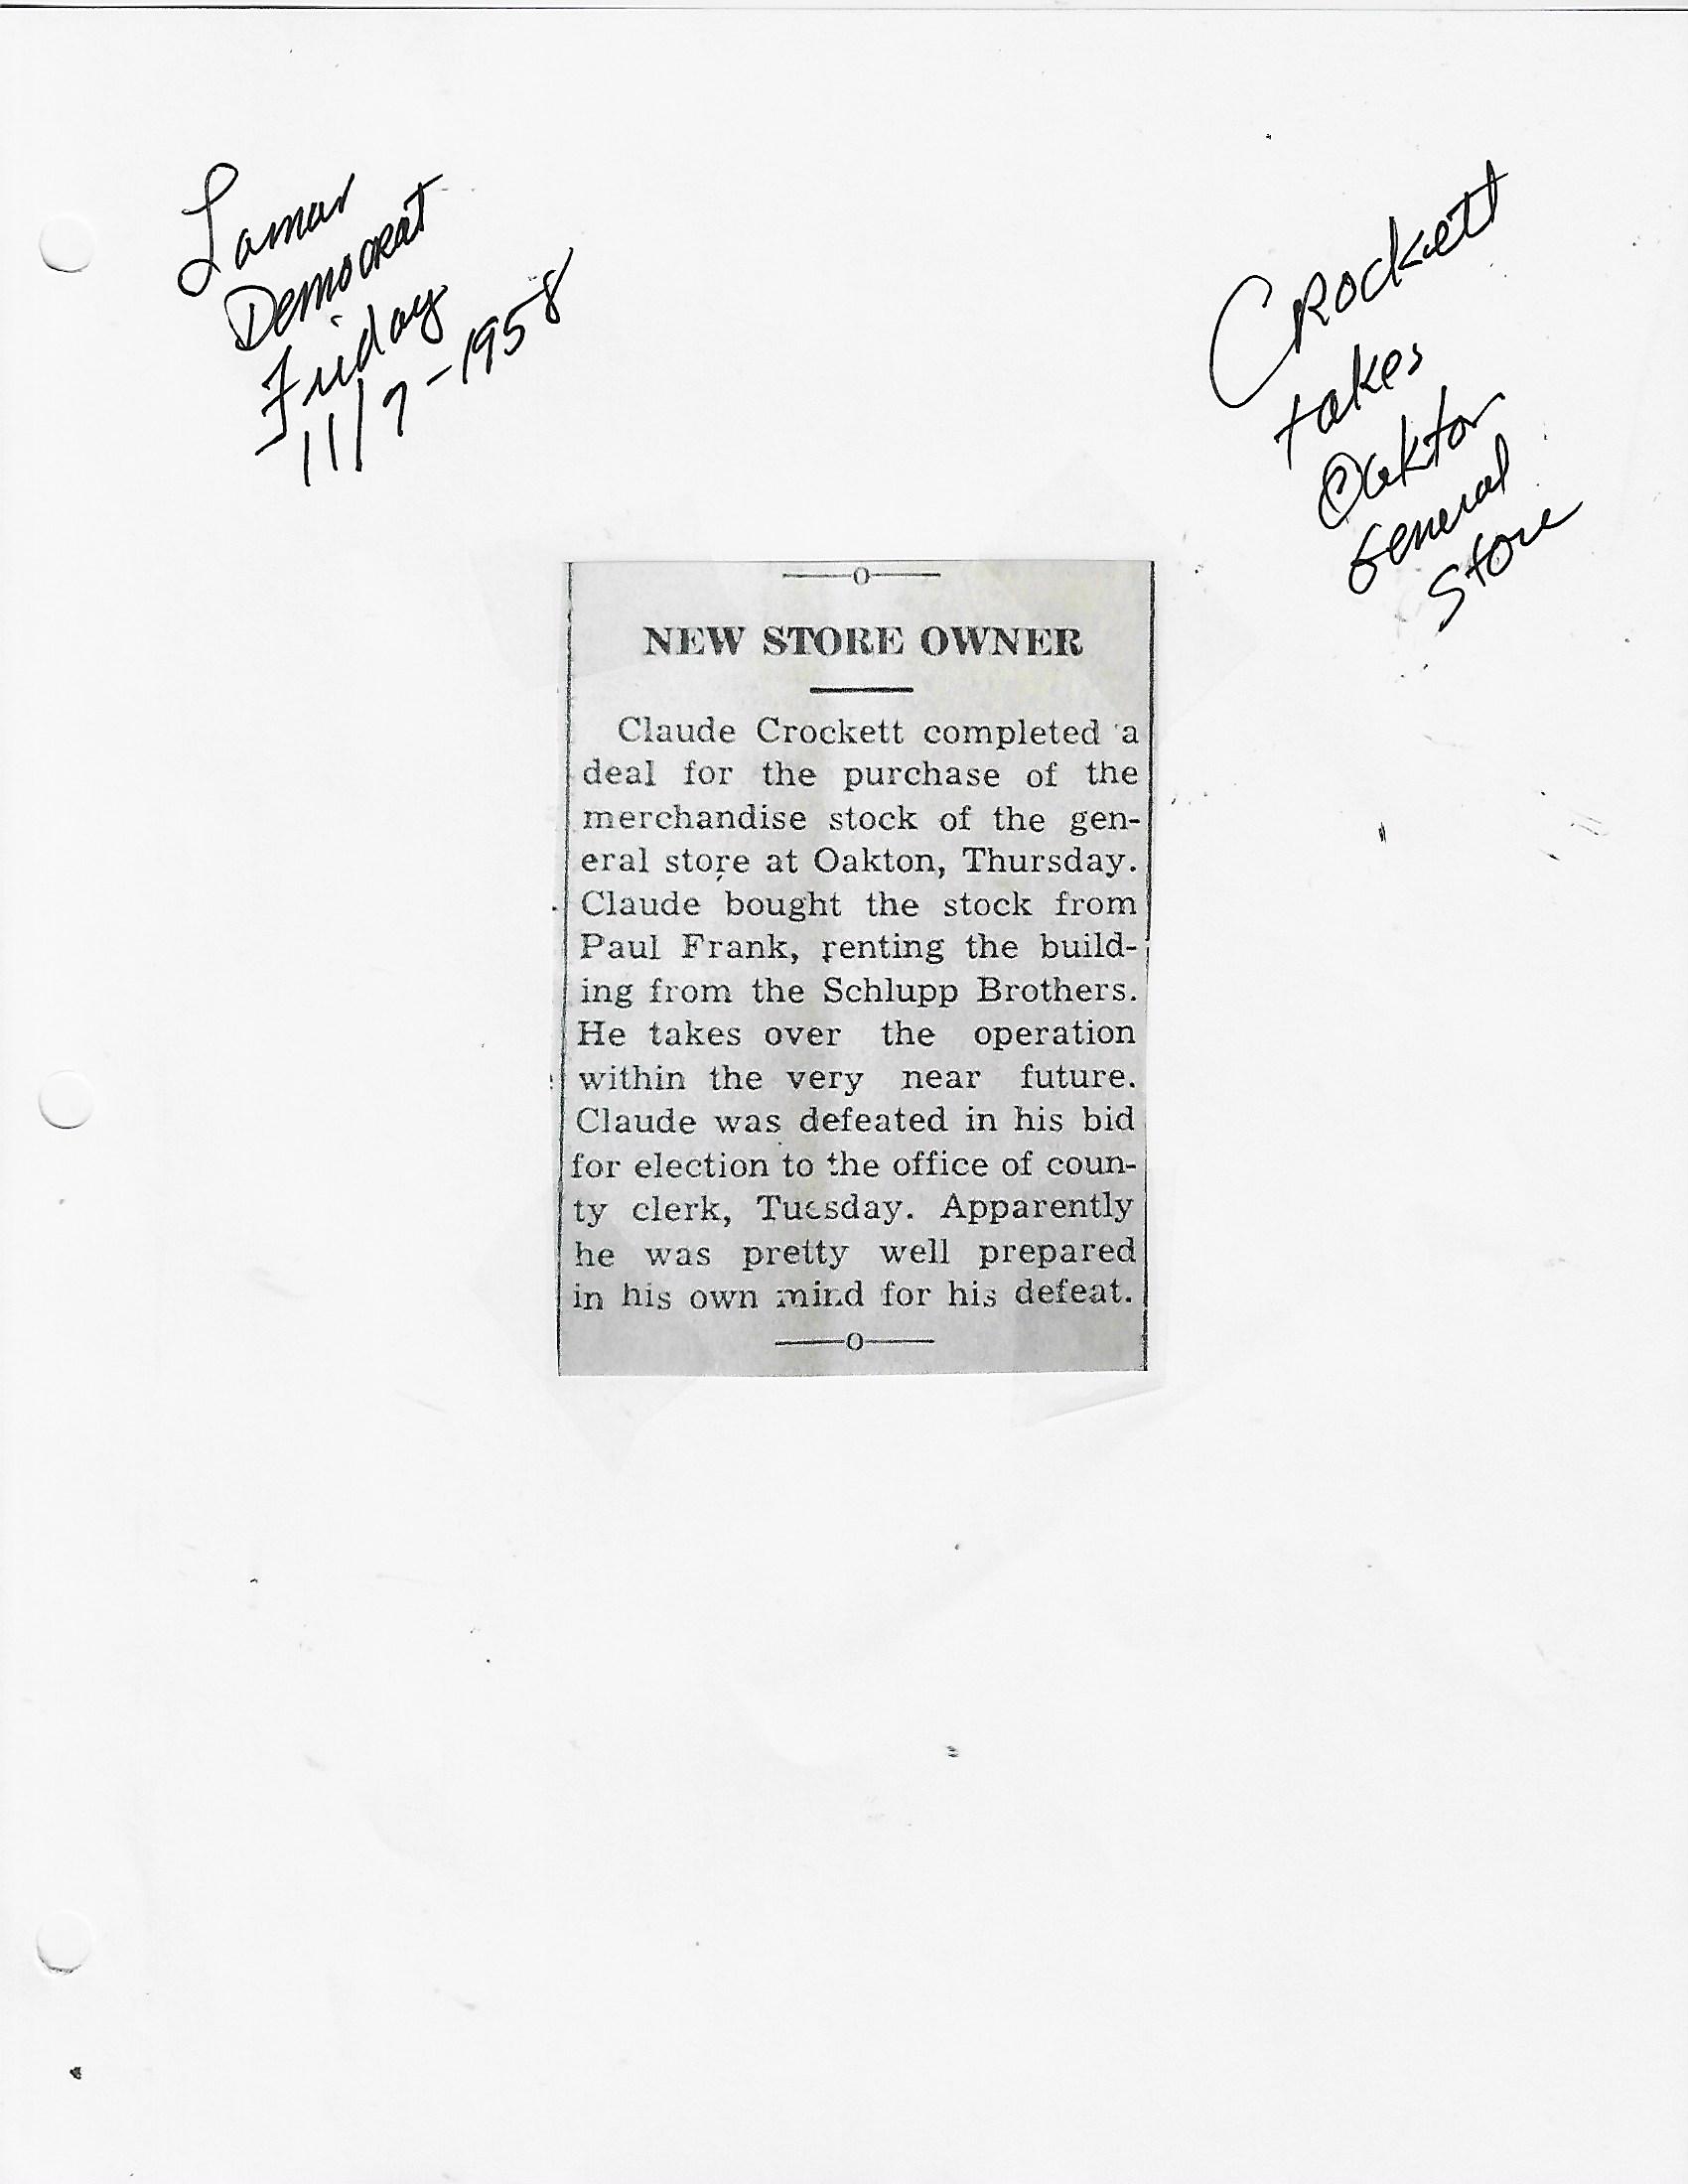 Lamar
Democrat
Friday
11/7-1958
Crockett
takes
Oakton
General
Store
—o—
NEW STORE OWNER
Claude Crockett completed a
deal for the purchase of the
merchandise stock of the gen-
eral store at Oakton, Thursday.
Claude bought the stock from
Paul Frank, renting the build-
ing from the Schlupp Brothers.
He takes over the operation
within the very near future.
Claude was defeated in his bid
for election to the office of coun-
ty clerk, Tuesday. Apparently
he was pretty well prepared
in his own mind for his defeat.
—o—